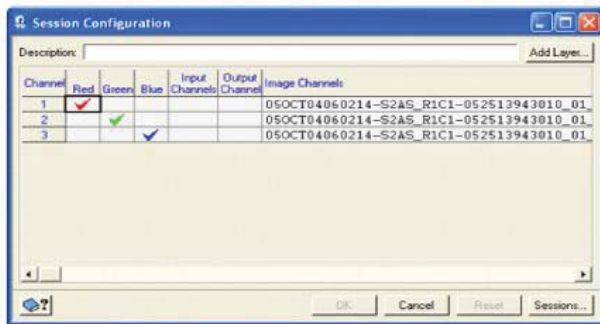 Session Configuration
Description:
Add Layer...
Channel Red Green Blue Input Channels Output Channel Image Channels
1 05OCT04060214-S2AS_R1C1-052513943010_01_
2 05OCT04060214-S2AS_R1C1-052513943010_01_
3 05OCT04060214-S2AS_R1C1-052513943010_01_
? OK Cancel Reset Sessions...